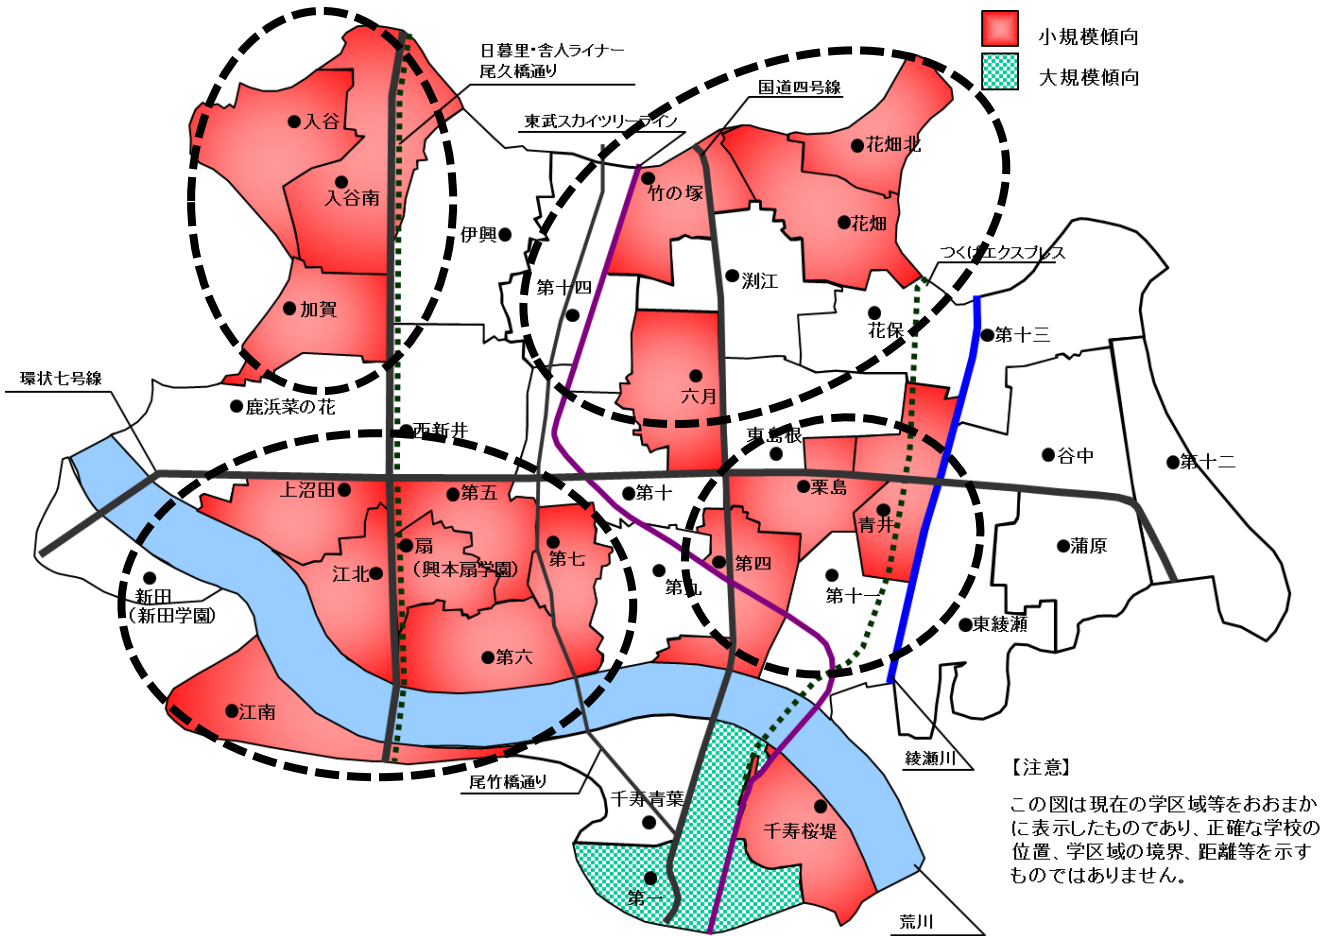 小規模傾向
大規模傾向
日暮里・舎人ライナー
尾久橋通り
国道四号線
東武スカイツリーライン
入谷
花畑北
入谷南
竹の塚
花畑
伊興
つくばエクスプレス
渕江
第十四
加賀
花保
第十三
環状七号線
六月
鹿浜菜の花
西新井
東島根
谷中
第十二
上沼田
第五
第十
栗島
青井
扇
(興本扇学園)
第七
第四
蒲原
江北
第九
第十一
新田
(新田学園)
東綾瀬
第六
江南
綾瀬川
尾竹橋通り
千寿青葉
千寿桜堤
第一
荒川
【注意】
この図は現在の学区域等をおおまか
に表示したものであり、正確な学校の
位置、学区域の境界、距離等を示す
ものではありません。